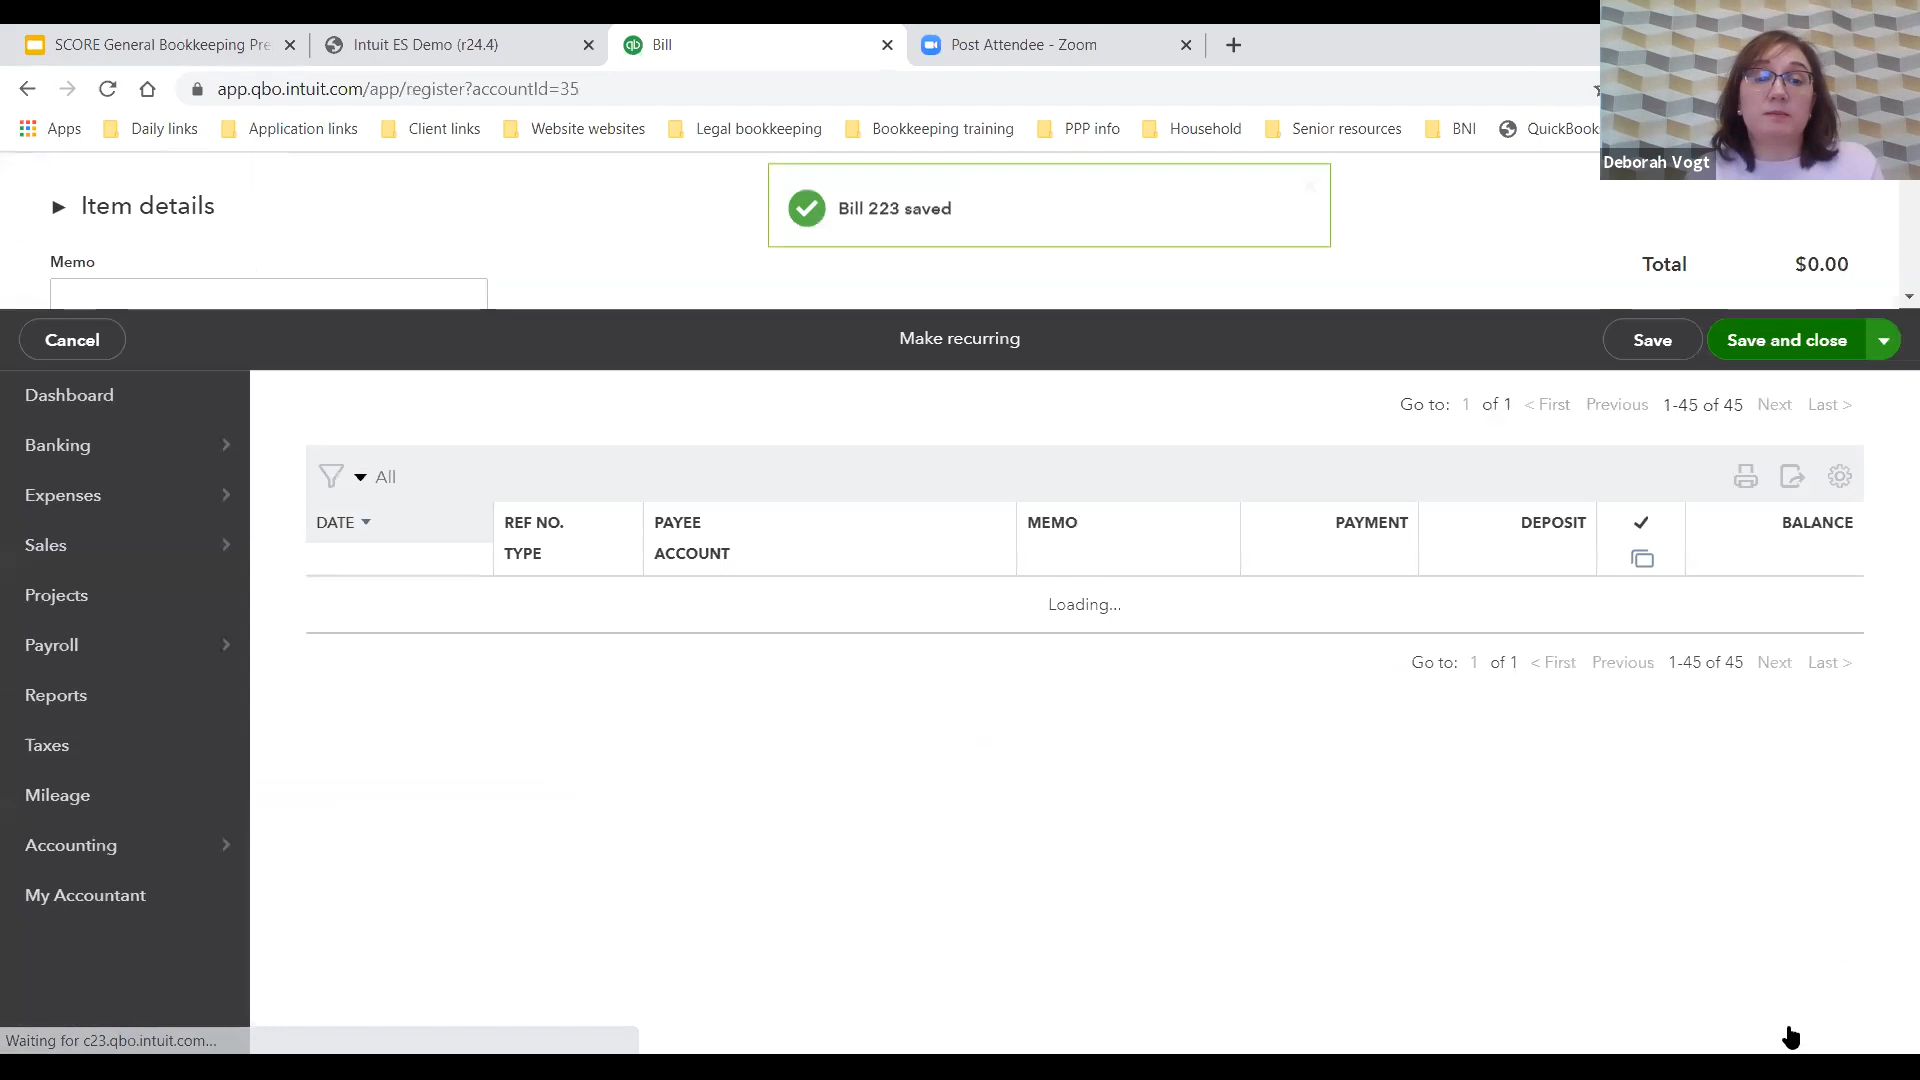 SCORE General Bookkeeping Pre
Intuit ES Demo (r24.4)
qb Bill
Post Attendee - Zoom
app.qbo.intuit.com/app/register?accountId=35
Apps Daily links Application links Client links Website websites Legal bookkeeping Bookkeeping training PPP info Household Senior resources BNI QuickBook
Deborah Vogt
Item details
Bill 223 saved
Memo
Total $0.00
Cancel Make recurring Save Save and close
Dashboard
Banking
Expenses
Sales
Projects
Payroll
Reports
Taxes
Mileage
Accounting
My Accountant
Go to: 1 of 1 < First Previous 1-45 of 45 Next Last >
All
DATE REF NO. PAYEE MEMO PAYMENT DEPOSIT BALANCE
TYPE ACCOUNT
Loading...
Go to: 1 of 1 < First Previous 1-45 of 45 Next Last >
Waiting for c23.qbo.intuit.com...